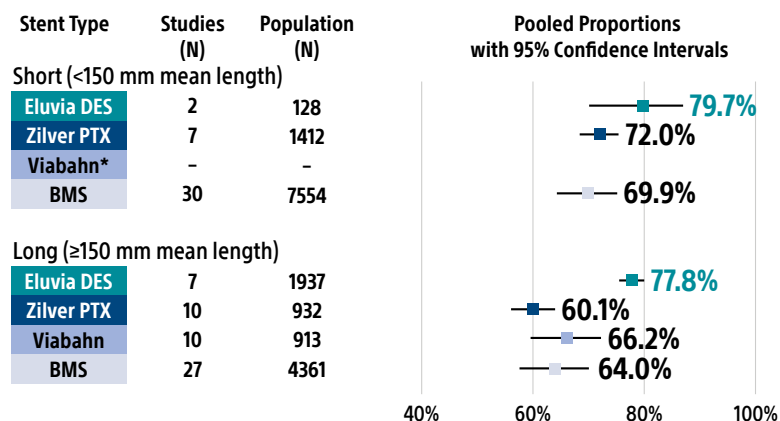 Stent Type Studies (N) Population (N) Pooled Proportions with 95% Confidence Intervals
Short (<150 mm mean length)
Eluvia DES 2 128 79.7%
Zilver PTX 7 1412 72.0%
Viabahn* – –
BMS 30 7554 69.9%
Long (≥150 mm mean length)
Eluvia DES 7 1937 77.8%
Zilver PTX 10 932 60.1%
Viabahn 10 913 66.2%
BMS 27 4361 64.0%
40% 60% 80% 100%